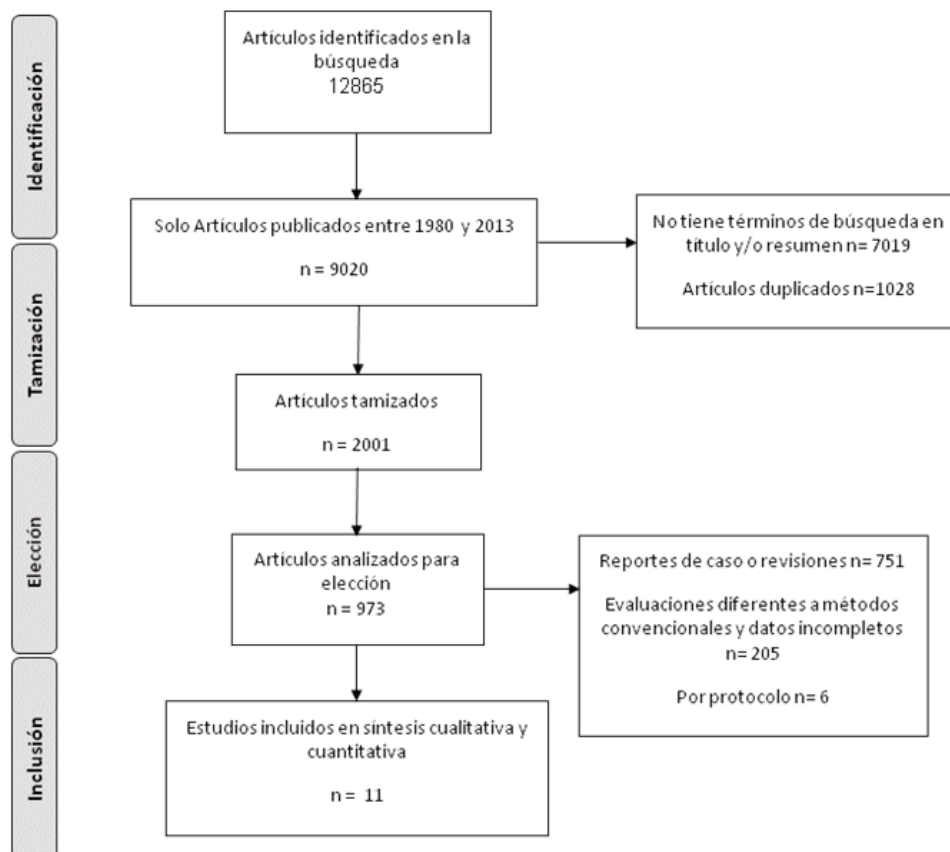 Identificación
Artículos identificados en la
búsqueda
12865
Solo Artículos publicados entre 1980 y 2013
n = 9020
No tiene términos de búsqueda en
título y/o resumen n= 7019
Artículos duplicados n=1028
Tamización
Artículos tamizados
n = 2001
Elección
Artículos analizados para
elección
n = 973
Reportes de caso o revisiones n= 751
Evaluaciones diferentes a métodos
convencionales y datos incompletos
n= 205
Por protocolo n= 6
Inclusión
Estudios incluidos en síntesis cualitativa y
cuantitativa
n = 11